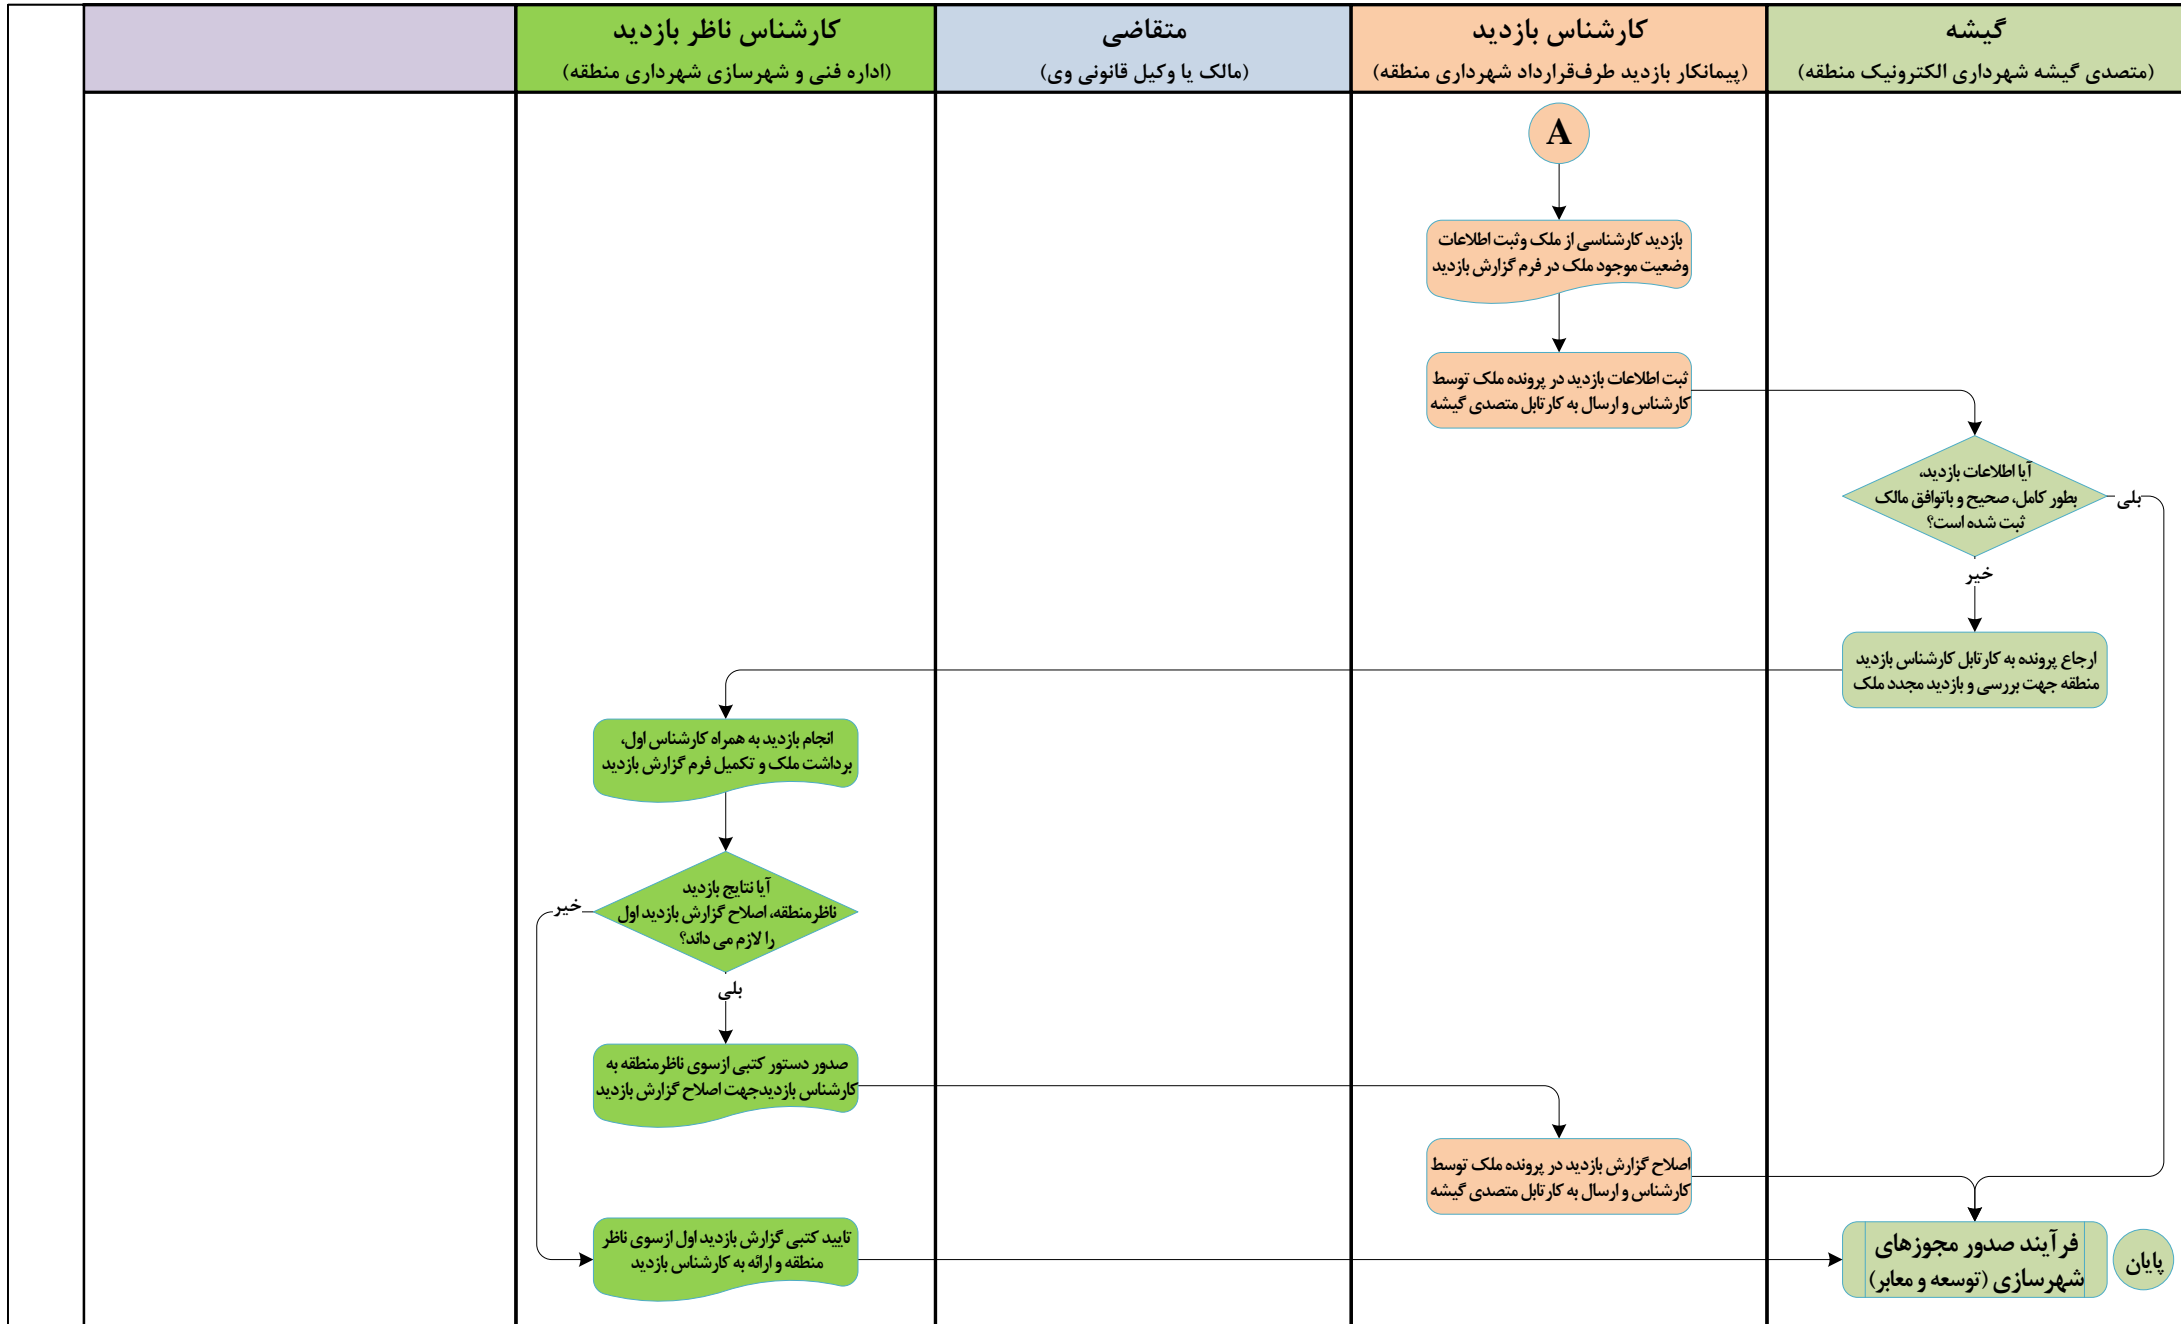 گیشه
(متصدی گیشه شهرداری الکترونیک منطقه)
کارشناس بازدید
(پیمانکار بازدید طرف‌قرارداد شهرداری منطقه)
متقاضی
(مالک یا وکیل قانونی وی)
کارشناس ناظر بازدید
(اداره فنی و شهرسازی شهرداری منطقه)
A
بازدید کارشناسی از ملک وثبت اطلاعات
وضعیت موجود ملک در فرم گزارش بازدید
ثبت اطلاعات بازدید در پرونده ملک توسط
کارشناس و ارسال به کارتابل متصدی گیشه
آیا اطلاعات بازدید،
بطور کامل، صحیح و باتوافق مالک
ثبت شده است؟
بلی
خیر
ارجاع پرونده به کارتابل کارشناس بازدید
منطقه جهت بررسی و بازدید مجدد ملک
انجام بازدید به همراه کارشناس اول،
برداشت ملک و تکمیل فرم گزارش بازدید
آیا نتایج بازدید
ناظرمنطقه، اصلاح گزارش بازدید اول
را لازم می داند؟
خیر
بلی
صدور دستور کتبی ازسوی ناظرمنطقه به
کارشناس بازدیدجهت اصلاح گزارش بازدید
اصلاح گزارش بازدید در پرونده ملک توسط
کارشناس و ارسال به کارتابل متصدی گیشه
تایید کتبی گزارش بازدید اول ازسوی ناظر
منطقه و ارائه به کارشناس بازدید
فرآیند صدور مجوزهای
شهرسازی (توسعه و معابر)
پایان